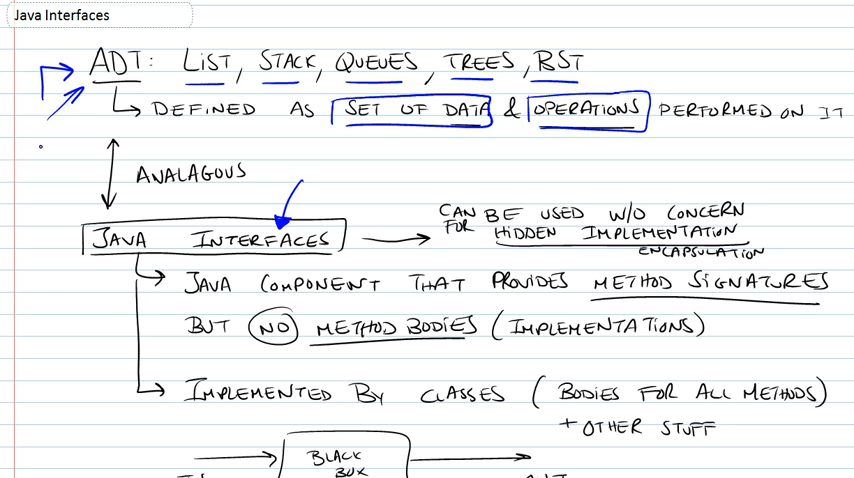 Java Interfaces
ADT: LIST, STACK, QUEUES, TREES, BST
DEFINED AS SET OF DATA & OPERATIONS PERFORMED ON IT
ANALAGOUS
JAVA INTERFACES
CAN BE USED W/O CONCERN
FOR HIDDEN IMPLEMENTATION
ENCAPSULATION
JAVA COMPONENT THAT PROVIDES METHOD SIGNATURES
BUT NO METHOD BODIES (IMPLEMENTATIONS)
IMPLEMENTED BY CLASSES (BODIES FOR ALL METHODS)
+ OTHER STUFF
BLACK
BOX